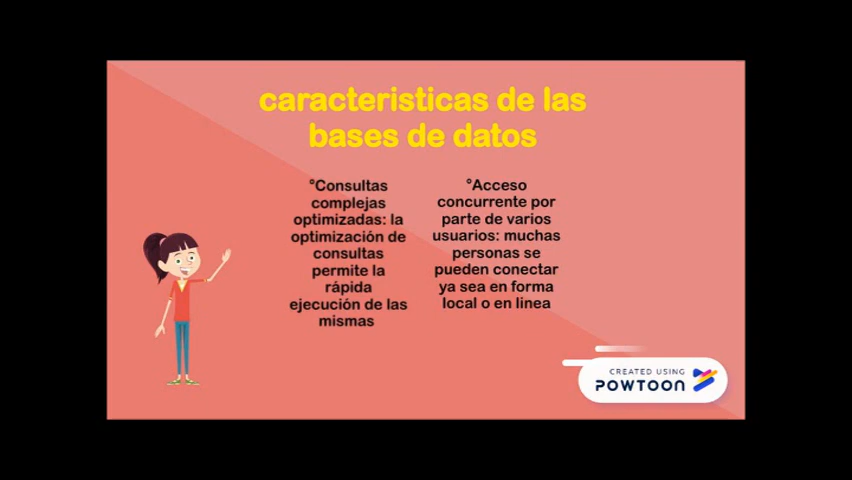 caracteristicas de las
bases de datos
°Consultas
complejas
optimizadas: la
optimización de
consultas
permite la
rápida
ejecución de las
mismas
°Acceso
concurrente por
parte de varios
usuarios: muchas
personas se
pueden conectar
ya sea en forma
local o en linea
CREATED USING
POWTOON